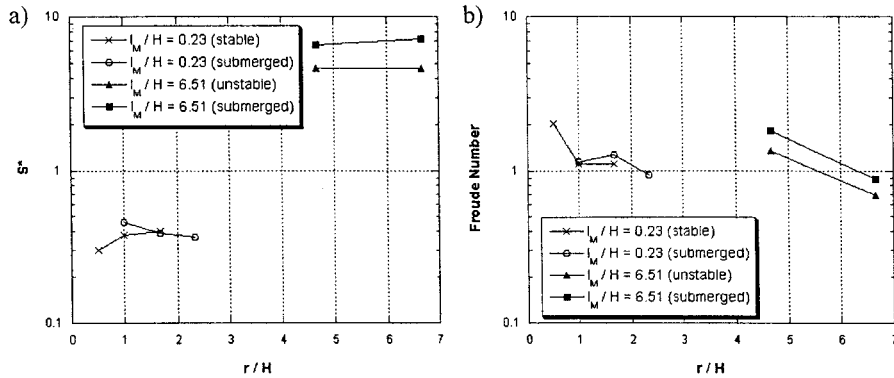 a)
10
1
0.1
S*
l_M / H = 0.23 (stable)
l_M / H = 0.23 (submerged)
l_M / H = 6.51 (unstable)
l_M / H = 6.51 (submerged)
0 1 2 3 4 5 6 7
r / H
b)
10
1
0.1
Froude Number
l_M / H = 0.23 (stable)
l_M / H = 0.23 (submerged)
l_M / H = 6.51 (unstable)
l_M / H = 6.51 (submerged)
0 1 2 3 4 5 6 7
r / H